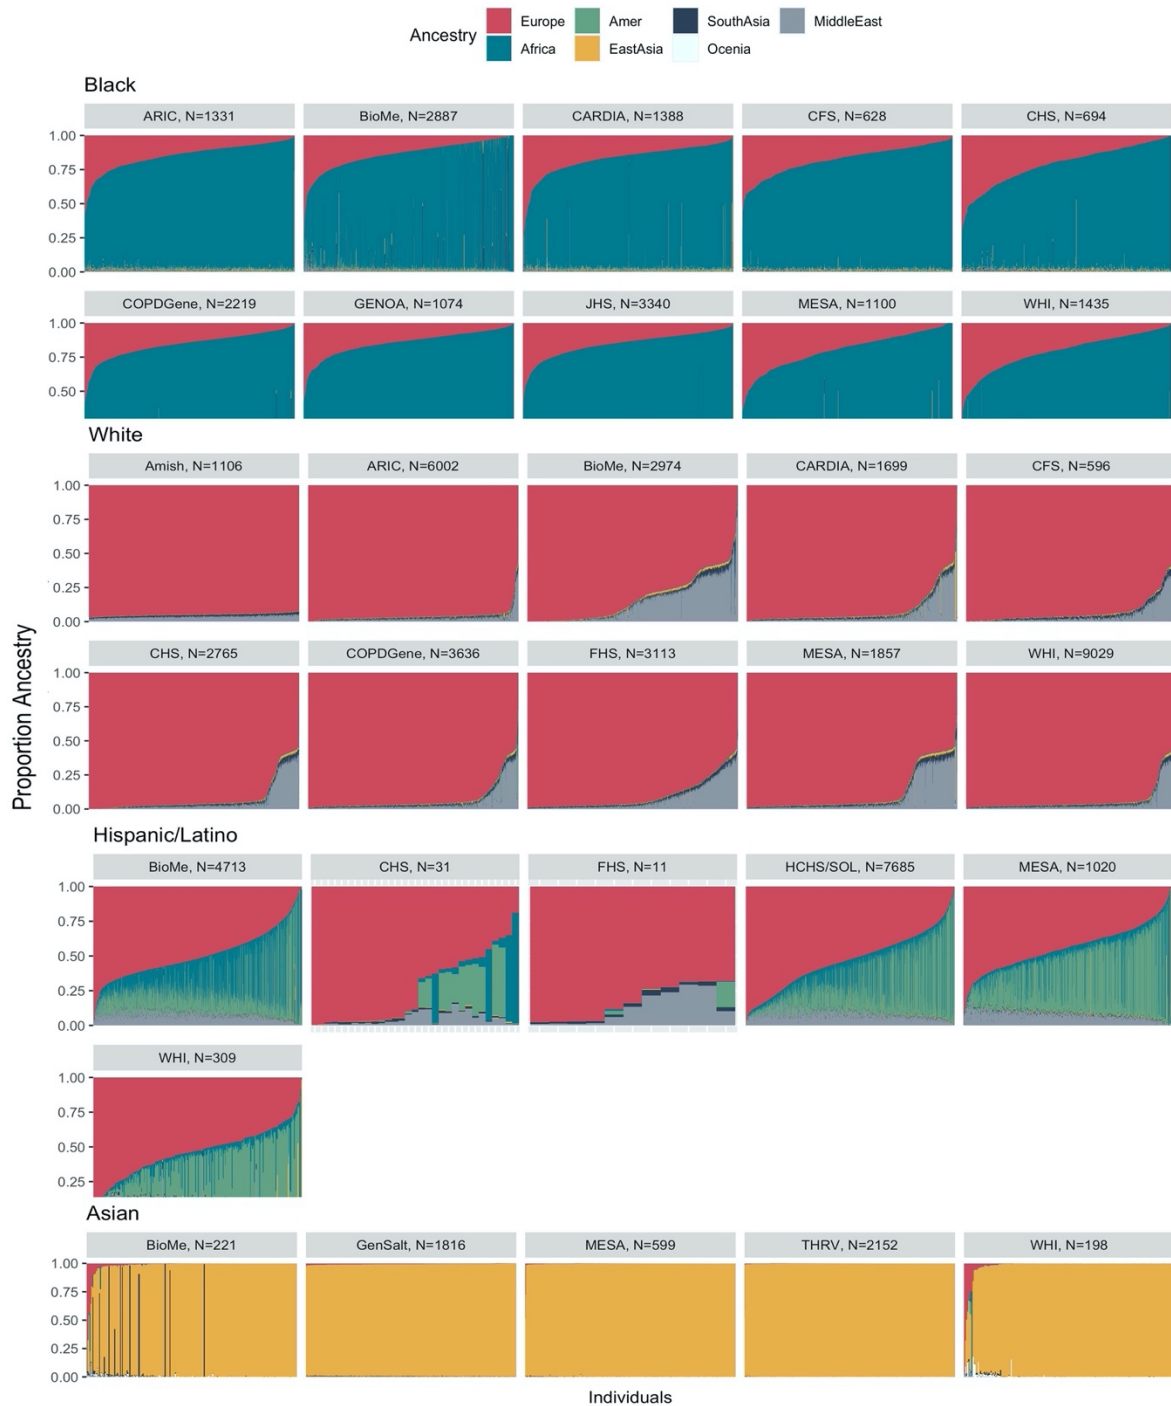 Ancestry
Europe Amer SouthAsia MiddleEast
Africa EastAsia Ocenia
Black
ARIC, N=1331 BioMe, N=2887 CARDIA, N=1388 CFS, N=628 CHS, N=694
1.00
0.75
0.50
0.25
0.00
COPDGene, N=2219 GENOA, N=1074 JHS, N=3340 MESA, N=1100 WHI, N=1435
1.00
0.75
0.50
White
Amish, N=1106 ARIC, N=6002 BioMe, N=2974 CARDIA, N=1699 CFS, N=596
1.00
0.75
0.50
0.25
0.00
CHS, N=2765 COPDGene, N=3636 FHS, N=3113 MESA, N=1857 WHI, N=9029
1.00
0.75
0.50
0.25
0.00
Proportion Ancestry
Hispanic/Latino
BioMe, N=4713 CHS, N=31 FHS, N=11 HCHS/SOL, N=7685 MESA, N=1020
1.00
0.75
0.50
0.25
0.00
WHI, N=309
1.00
0.75
0.50
0.25
Asian
BioMe, N=221 GenSalt, N=1816 MESA, N=599 THRV, N=2152 WHI, N=198
1.00
0.75
0.50
0.25
0.00
Individuals